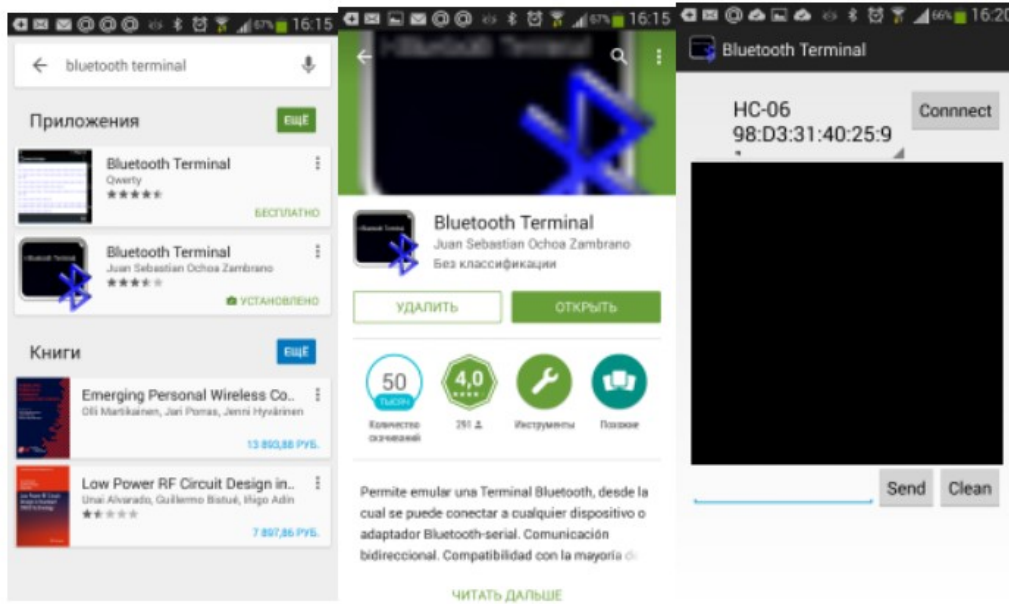 67% 16:15
bluetooth terminal
Приложения
ЕЩЁ
Bluetooth Terminal
Qwerty
БЕСПЛАТНО
Bluetooth Terminal
Juan Sebastian Ochoa Zambrano
УСТАНОВЛЕНО
Книги
ЕЩЁ
Emerging Personal Wireless Co..
Olli Martikainen, Jari Porras, Jenni Hyvärinen
13 893,88 РУБ.
Low Power RF Circuit Design in..
Unai Alvarado, Guillermo Bistué, Iñigo Adín
7 897,86 РУБ.
67% 16:15
Bluetooth Terminal
Juan Sebastian Ochoa Zambrano
Без классификации
УДАЛИТЬ
ОТКРЫТЬ
50
ТЫСЯЧ
Количество
скачиваний
4,0
291
Инструменты
Похожие
Permite emular una Terminal Bluetooth, desde la
cual se puede conectar a cualquier dispositivo o
adaptador Bluetooth-serial. Comunicación
bidireccional. Compatibilidad con la mayoría de
ЧИТАТЬ ДАЛЬШЕ
66% 16:20
Bluetooth Terminal
HC-06
98:D3:31:40:25:9
Connnect
Send
Clean